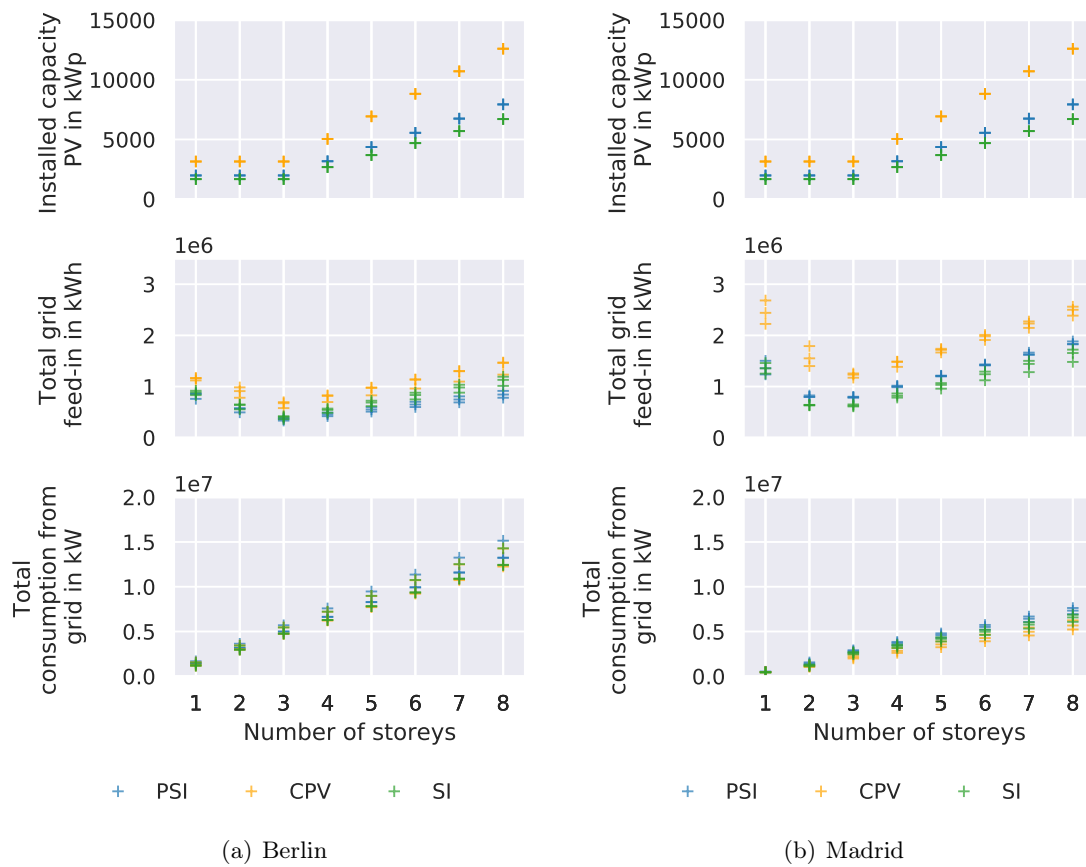 15000
10000
5000
0
Installed capacity
PV in kWp
1e6
3
2
1
0
Total grid
feed-in in kWh
1e7
2.0
1.5
1.0
0.5
0.0
Total
consumption from
grid in kW
1 2 3 4 5 6 7 8
Number of storeys
PSI CPV SI
(a) Berlin
15000
10000
5000
0
Installed capacity
PV in kWp
1e6
3
2
1
0
Total grid
feed-in in kWh
1e7
2.0
1.5
1.0
0.5
0.0
Total
consumption from
grid in kW
1 2 3 4 5 6 7 8
Number of storeys
PSI CPV SI
(b) Madrid